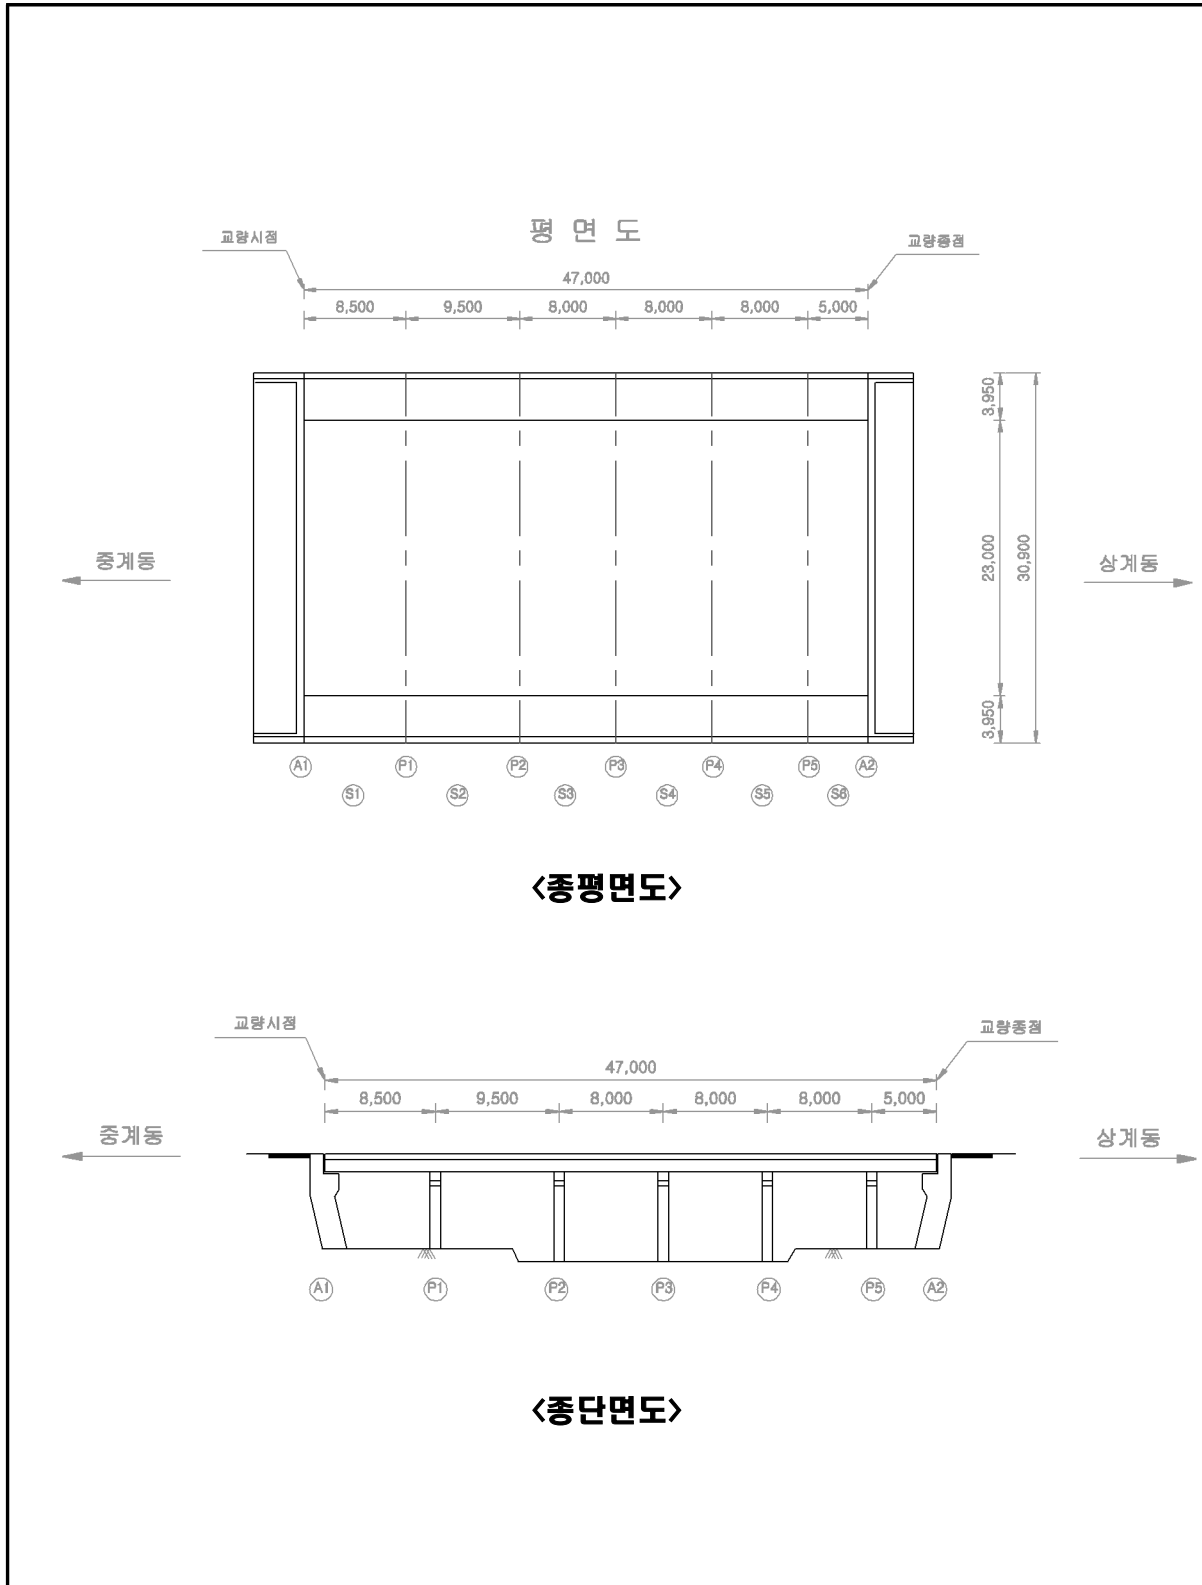 평 면 도
교량시점
교량종점
47,000
8,500 9,500 8,000 8,000 8,000 5,000
3,950
23,000
30,900
3,950
중계동
상계동
A1 P1 P2 P3 P4 P5 A2
S1 S2 S3 S4 S5 S6
<종평면도>
교량시점
교량종점
47,000
8,500 9,500 8,000 8,000 8,000 5,000
중계동
상계동
A1 P1 P2 P3 P4 P5 A2
<종단면도>